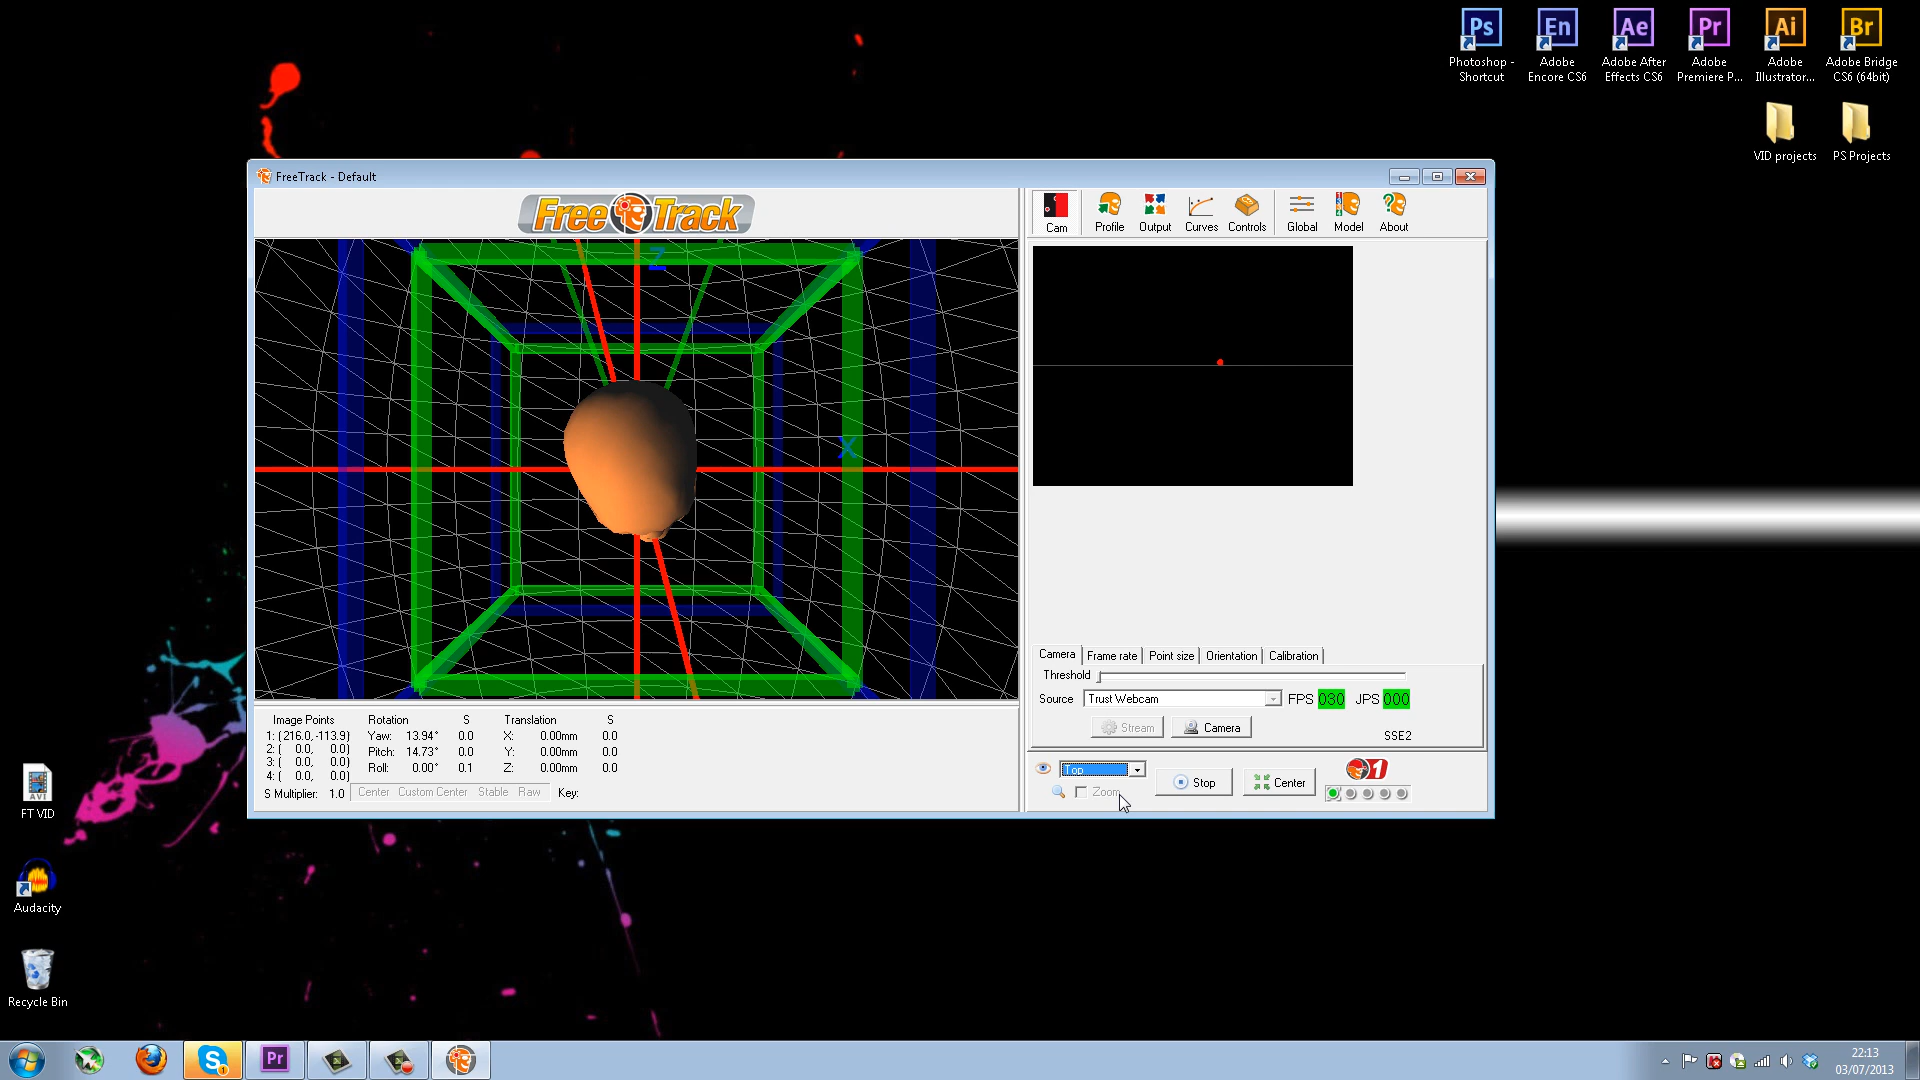 Ps
En
Ae
Pr
Ai
Br
Photoshop -
Shortcut
Adobe
Encore CS6
Adobe After
Effects CS6
Adobe
Premiere P...
Adobe
Illustrator...
Adobe Bridge
CS6 (64bit)
VID projects
PS Projects
FreeTrack - Default
Free Track
Cam
Profile
Output
Curves
Controls
Global
Model
About
Z
X
Camera
Frame rate
Point size
Orientation
Calibration
Threshold
Source
Trust Webcam
FPS 030
JPS 000
Stream
Camera
SSE2
Image Points
Rotation
S
Translation
S
1: (216.0, -113.9)
Yaw: 13.94°
0.0
X: 0.00mm
0.0
2: ( 0.0, 0.0)
Pitch: 14.73°
0.0
Y: 0.00mm
0.0
3: ( 0.0, 0.0)
Roll: 0.00°
0.1
Z: 0.00mm
0.0
4: ( 0.0, 0.0)
S Multiplier: 1.0
Center
Custom Center
Stable
Raw
Key:
Top
Zoom
Stop
Center
1
AVI
FT VID
Audacity
Recycle Bin
S
1
Pr
22:13
03/07/2013